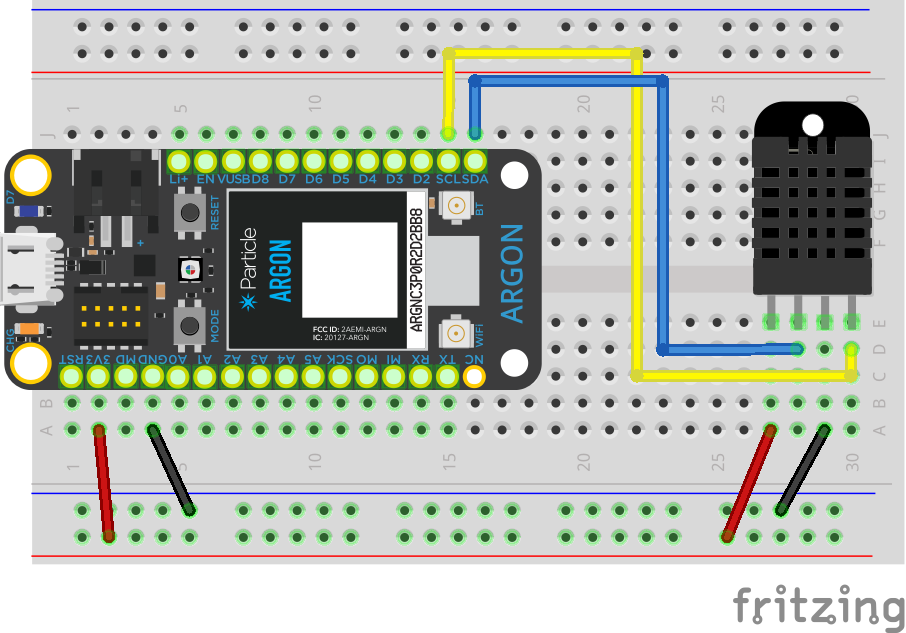 1 5 10 15 20 25 30
J J
I
H
G
F
Li+ EN VUSB D8 D7 D6 D5 D4 D3 D2 SCL SDA
D7
RESET
BT
Particle
ARGON
ARGNC3P0R2D2BB8
ARGON
+
MODE
FCC ID: 2AEMI-ARGN
IC: 20127-ARGN
WiFi
CHG
RST 3V3 MD GND A0 A1 A2 A3 A4 A5 SCK MO MI RX TX NC
E
D
C
B B
A A
1 5 10 15 20 25 30
fritzing